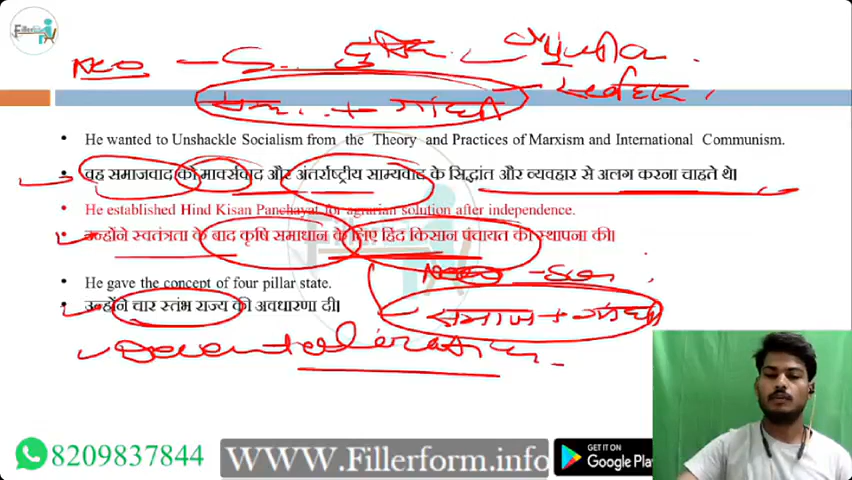 Fillerform
NEO
He wanted to Unshackle Socialism from the Theory and Practices of Marxism and International Communism.
वह समाजवाद को मार्क्सवाद और अंतर्राष्ट्रीय साम्यवाद के सिद्धांत और व्यवहार से अलग करना चाहते थे।
He established Hind Kisan Panchayat for agrarian solution after independence.
उन्होंने स्वतंत्रता के बाद कृषि समाधान के लिए हिंद किसान पंचायत की स्थापना की।
He gave the concept of four pillar state.
उन्होंने चार स्तंभ राज्य की अवधारणा दी।
8209837844
WWW.Fillerform.info
GET IT ON
Google Play